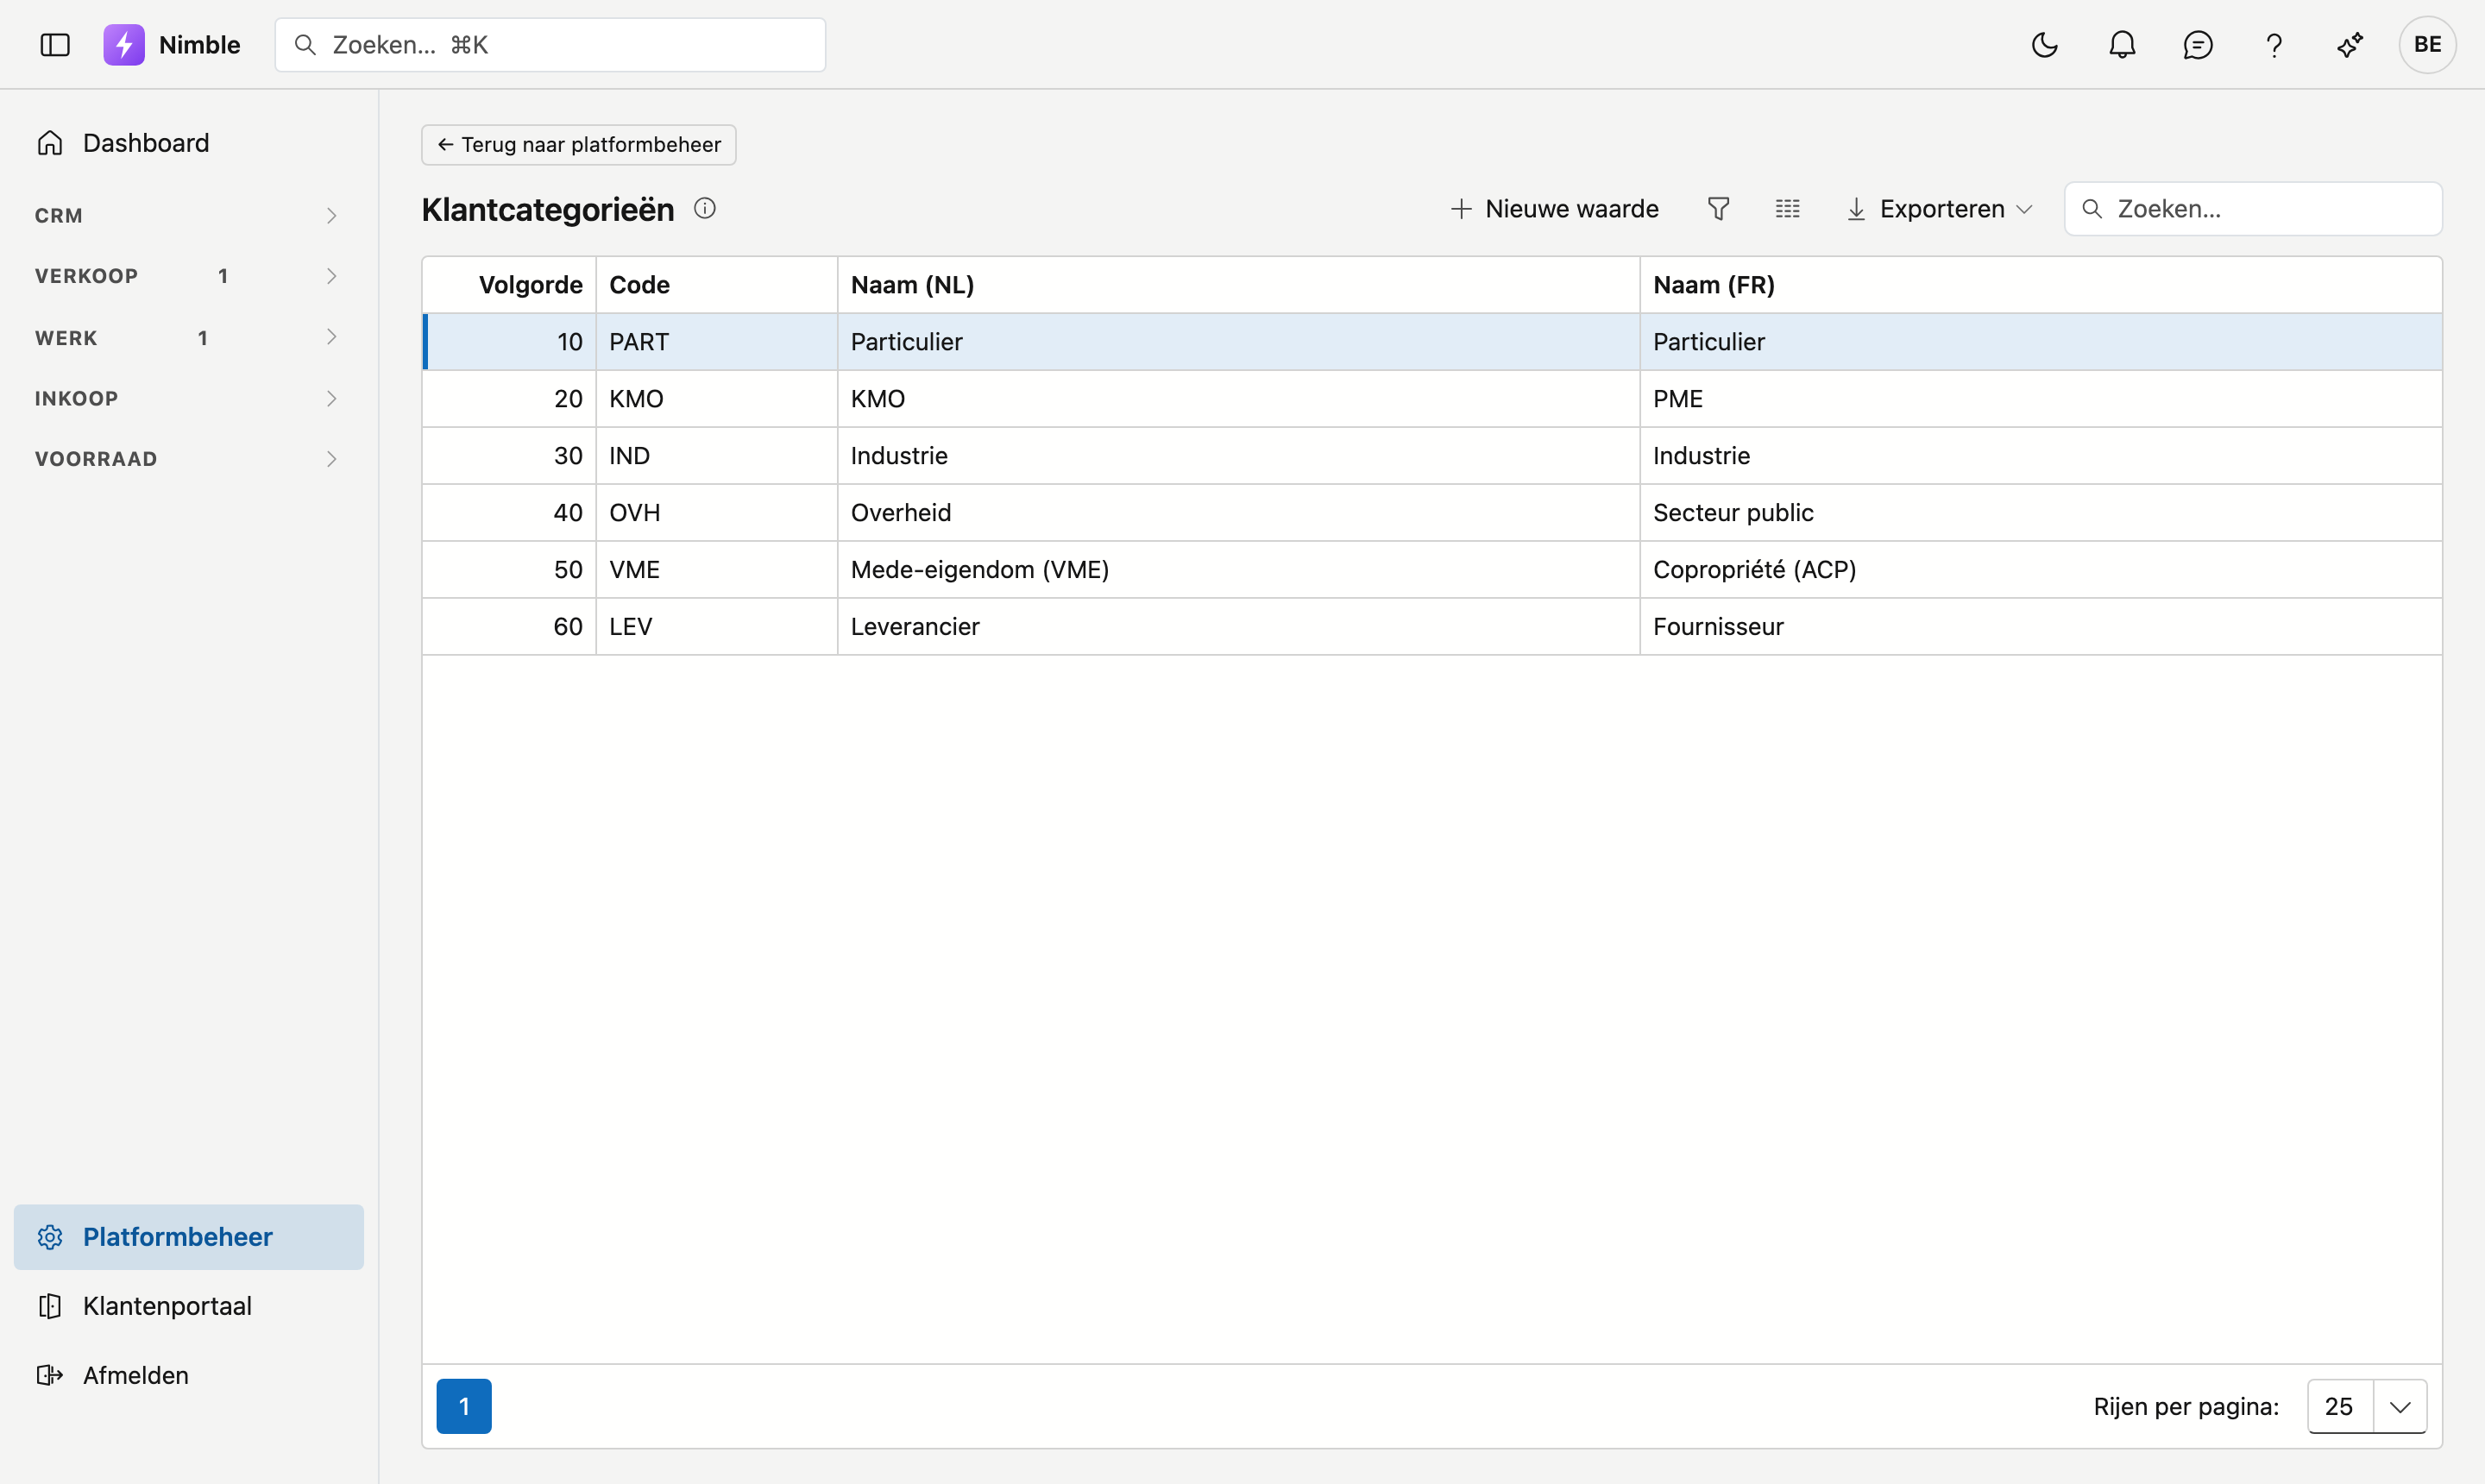 Nimble
Zoeken... ⌘K
BE
Dashboard
CRM
VERKOOP 1
WERK 1
INKOOP
VOORRAAD
Platformbeheer
Klantenportaal
Afmelden
← Terug naar platformbeheer
Klantcategorieën
Nieuwe waarde
Exporteren
Zoeken...
Volgorde Code Naam (NL) Naam (FR)
10 PART Particulier Particulier
20 KMO KMO PME
30 IND Industrie Industrie
40 OVH Overheid Secteur public
50 VME Mede-eigendom (VME) Copropriété (ACP)
60 LEV Leverancier Fournisseur
1
Rijen per pagina: 25